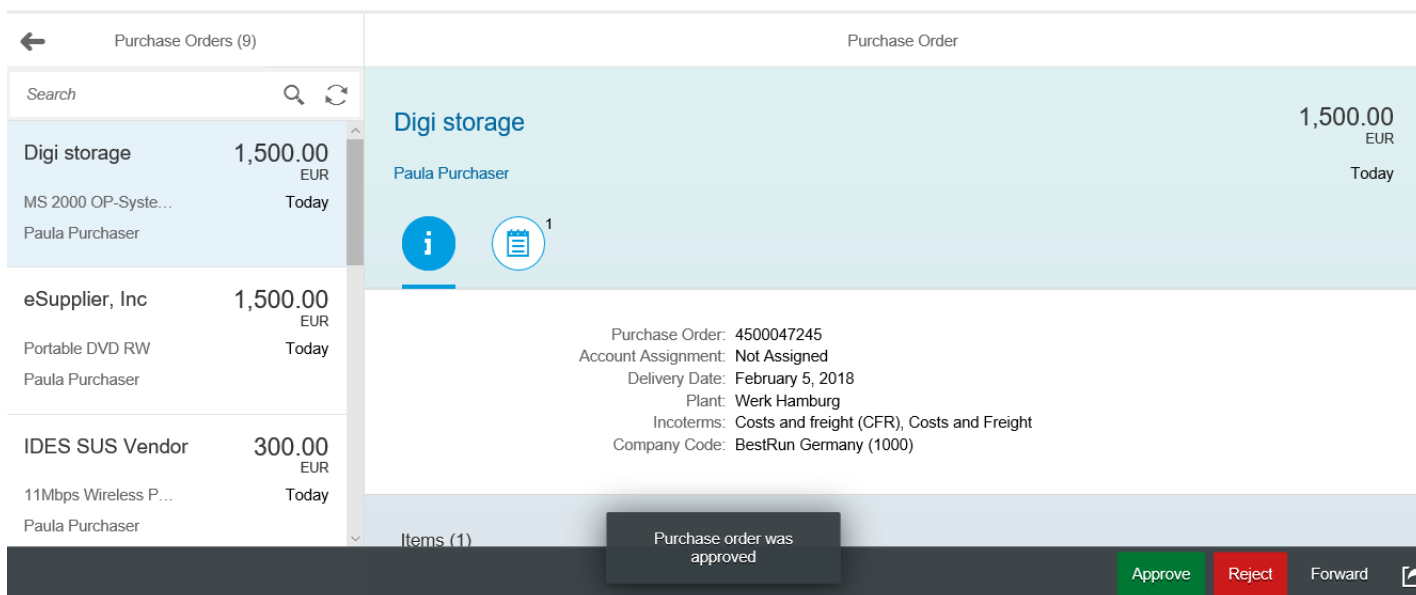 Purchase Orders (9)
Search
Digi storage 1,500.00
EUR
MS 2000 OP-Syste... Today
Paula Purchaser
eSupplier, Inc 1,500.00
EUR
Portable DVD RW Today
Paula Purchaser
IDES SUS Vendor 300.00
EUR
11Mbps Wireless P... Today
Paula Purchaser
Purchase Order
Digi storage 1,500.00
EUR
Paula Purchaser Today
1
Purchase Order: 4500047245
Account Assignment: Not Assigned
Delivery Date: February 5, 2018
Plant: Werk Hamburg
Incoterms: Costs and freight (CFR), Costs and Freight
Company Code: BestRun Germany (1000)
Items (1)
Purchase order was
approved
Approve Reject Forward